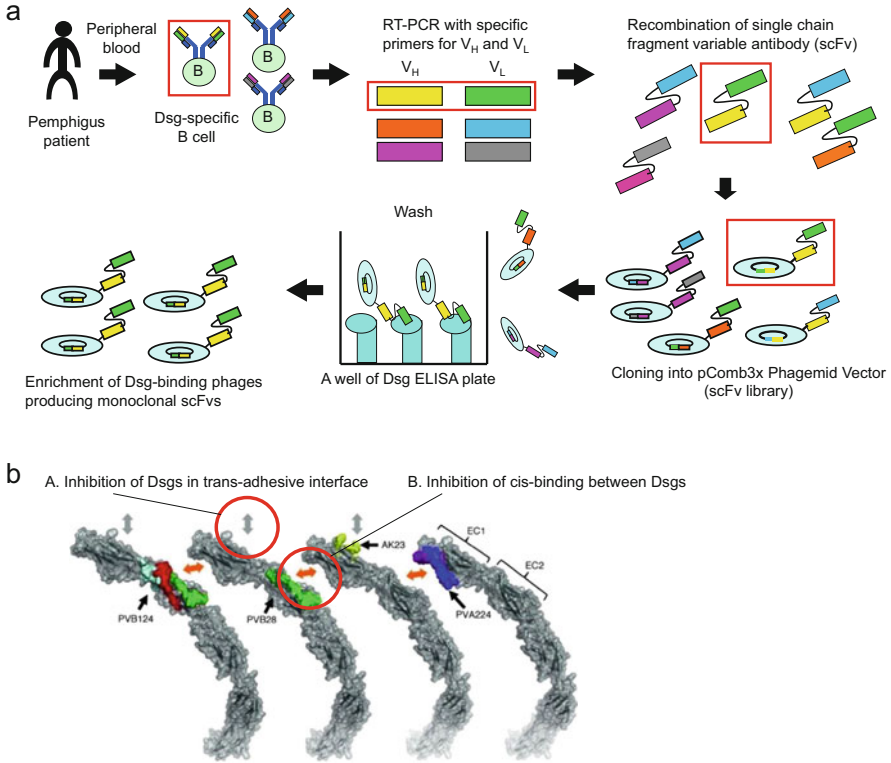 a
Peripheral
blood
Pemphigus
patient
B
B
B
Dsg-specific
B cell
RT-PCR with specific
primers for VH and VL
VH
VL
Recombination of single chain
fragment variable antibody (scFv)
Cloning into pComb3x Phagemid Vector
(scFv library)
Wash
A well of Dsg ELISA plate
Enrichment of Dsg-binding phages
producing monoclonal scFvs
b
A. Inhibition of Dsgs in trans-adhesive interface
B. Inhibition of cis-binding between Dsgs
AK23
EC1
EC2
PVB124
PVB28
PVA224